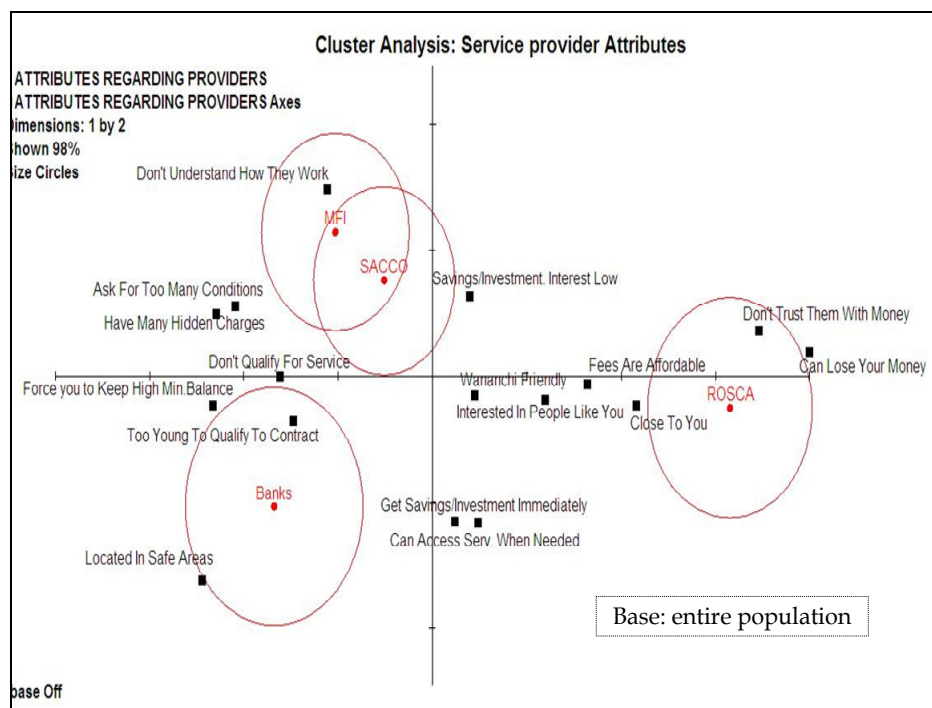 Cluster Analysis: Service provider Attributes
ATTRIBUTES REGARDING PROVIDERS
ATTRIBUTES REGARDING PROVIDERS Axes
Dimensions: 1 by 2
Shown 98%
Size Circles
Don't Understand How They Work
MFI
SACCO
Savings/Investment. Interest Low
Ask For Too Many Conditions
Have Many Hidden Charges
Don't Trust Them With Money
Don't Qualify For Service
Fees Are Affordable
Can Lose Your Money
Force you to Keep High Min.Balance
Wananchi Friendly
ROSCA
Interested In People Like You
Close To You
Too Young To Qualify To Contract
Banks
Get Savings/Investment Immediately
Can Access Serv. When Needed
Located In Safe Areas
Base: entire population
base Off